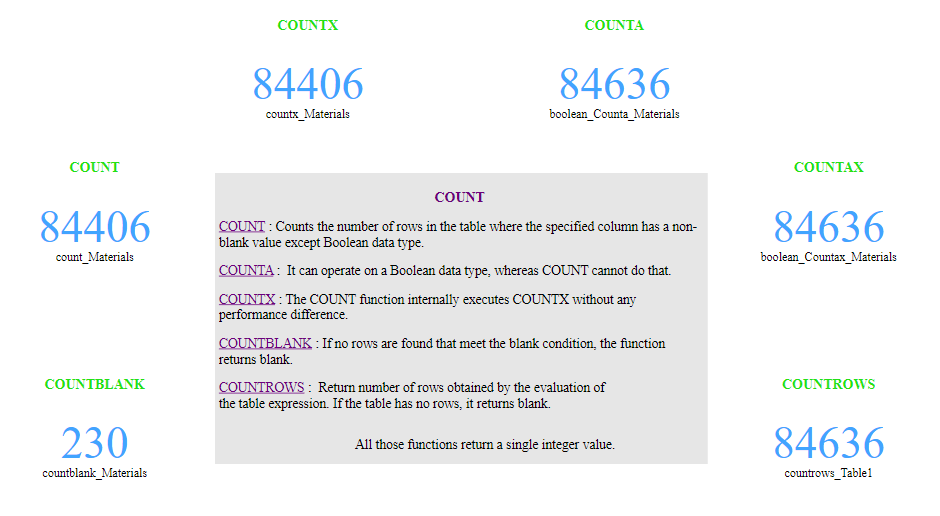 COUNTX
COUNTA
84406
84636
countx_Materials
boolean_Counta_Materials
COUNT
COUNTAX
84406
84636
count_Materials
boolean_Countax_Materials
COUNT
COUNT : Counts the number of rows in the table where the specified column has a non-
blank value except Boolean data type.
COUNTA :  It can operate on a Boolean data type, whereas COUNT cannot do that.
COUNTX : The COUNT function internally executes COUNTX without any
performance difference.
COUNTBLANK : If no rows are found that meet the blank condition, the function
returns blank.
COUNTROWS :  Return number of rows obtained by the evaluation of
the table expression. If the table has no rows, it returns blank.
All those functions return a single integer value.
COUNTBLANK
COUNTROWS
230
84636
countblank_Materials
countrows_Table1